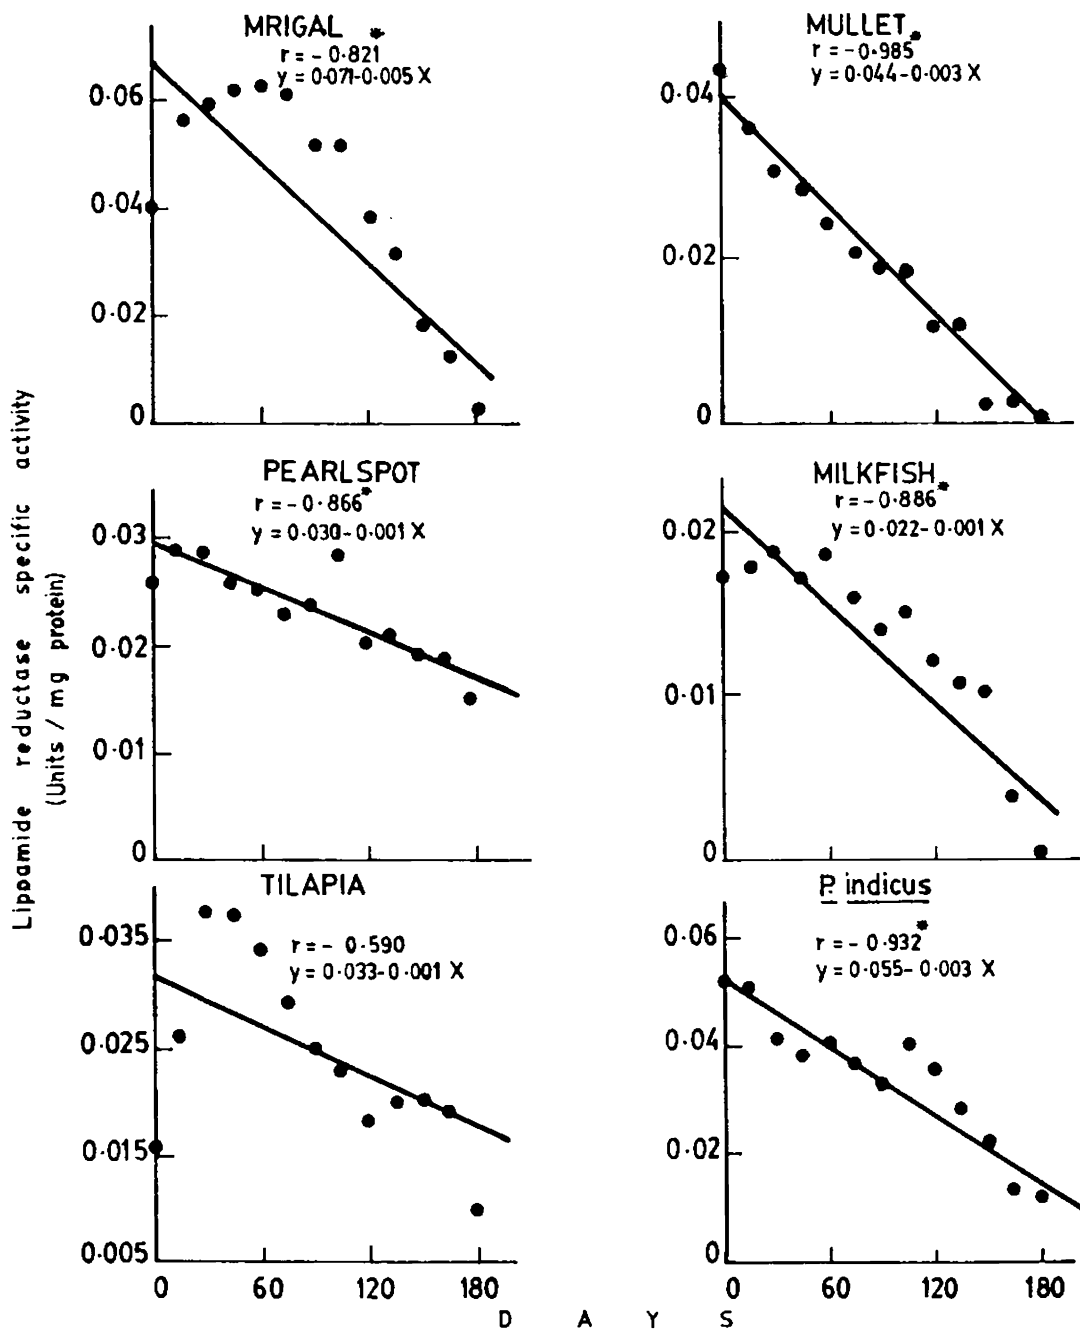 MRIGAL
r = - 0·821*
y = 0·071-0·005 X
0·06
0·04
0·02
0
MULLET
r = -0·985*
y = 0·044-0·003 X
0·04
0·02
0
Lippamide reductase specific activity
(Units / mg protein)
PEARLSPOT
r = - 0·866*
y = 0·030-0·001 X
0·03
0·02
0·01
0
MILKFISH
r = - 0·886*
y = 0·022-0·001 X
0·02
0·01
0
TILAPIA
r = - 0·590
y = 0·033-0·001 X
0·035
0·025
0·015
0.005
0 60 120 180
P. indicus
r = - 0·932*
y = 0·055-0·003 X
0·06
0·04
0·02
0
0 60 120 180
D A Y S